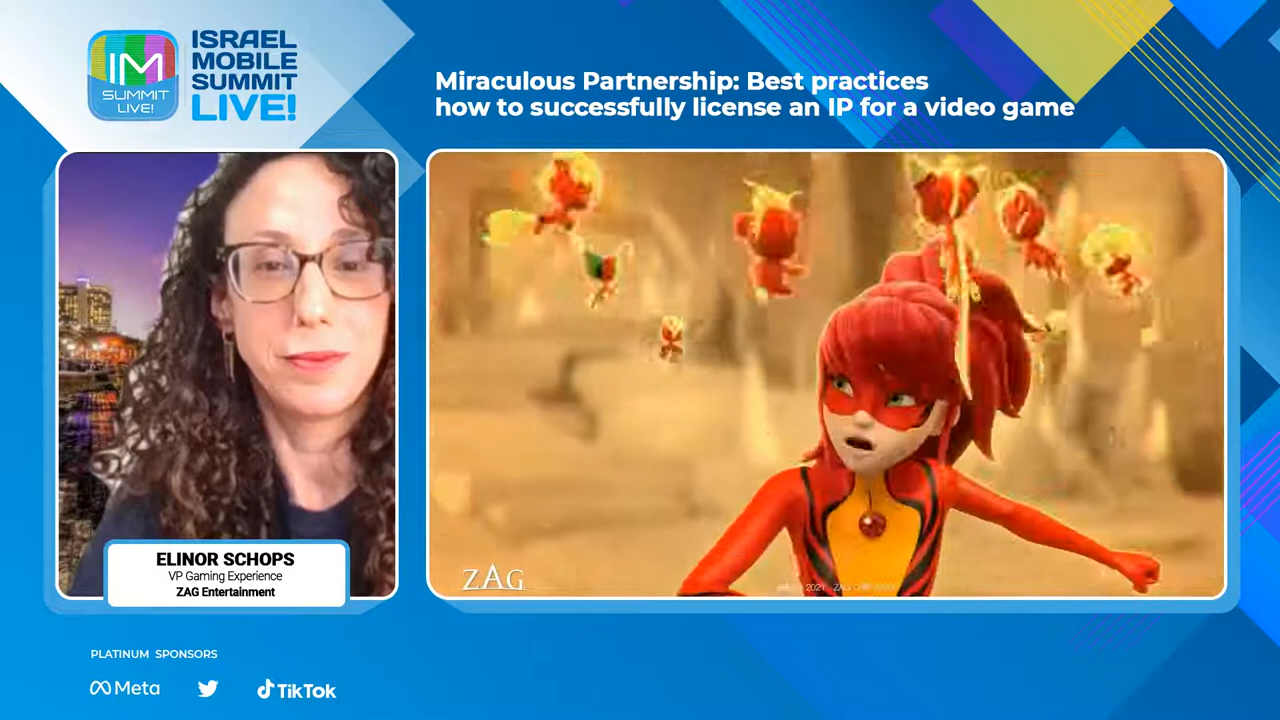 IM
SUMMIT
LIVE!
ISRAEL
MOBILE
SUMMIT
LIVE!
Miraculous Partnership: Best practices
how to successfully license an IP for a video game
ZAG
2021
ELINOR SCHOPS
VP Gaming Experience
ZAG Entertainment
PLATINUM SPONSORS
Meta
TikTok